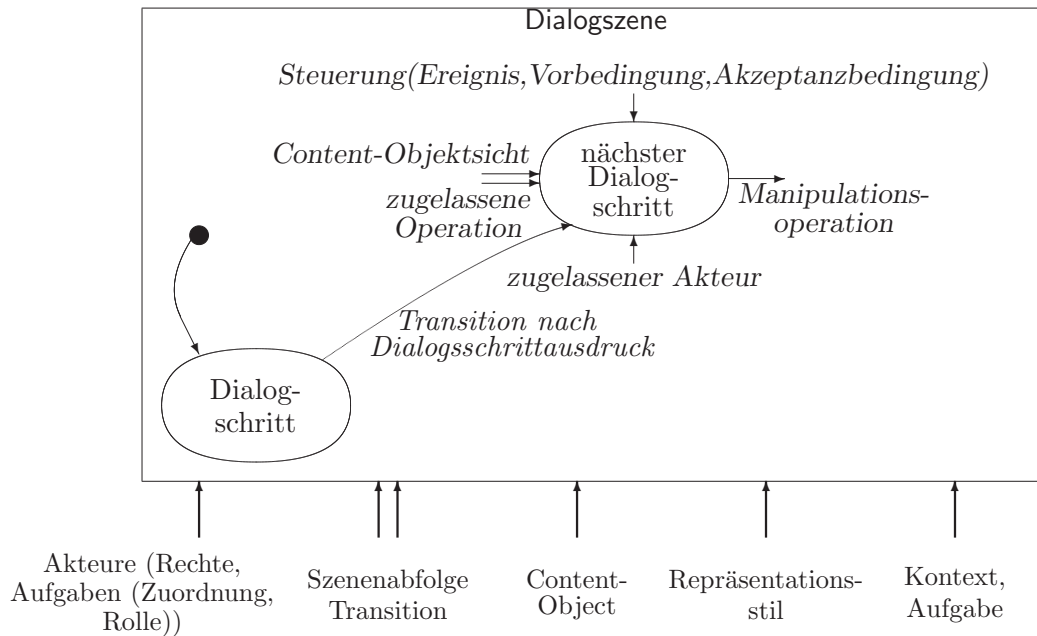 Dialogszene
Steuerung(Ereignis,Vorbedingung,Akzeptanzbedingung)
Content-Objektsicht
zugelassene
Operation
nächster
Dialog-
schritt
Manipulations-
operation
zugelassener Akteur
Transition nach
Dialogsschrittausdruck
Dialog-
schritt
Akteure (Rechte,
Aufgaben (Zuordnung,
Rolle))
Szenenabfolge
Transition
Content-
Object
Repräsentations-
stil
Kontext,
Aufgabe